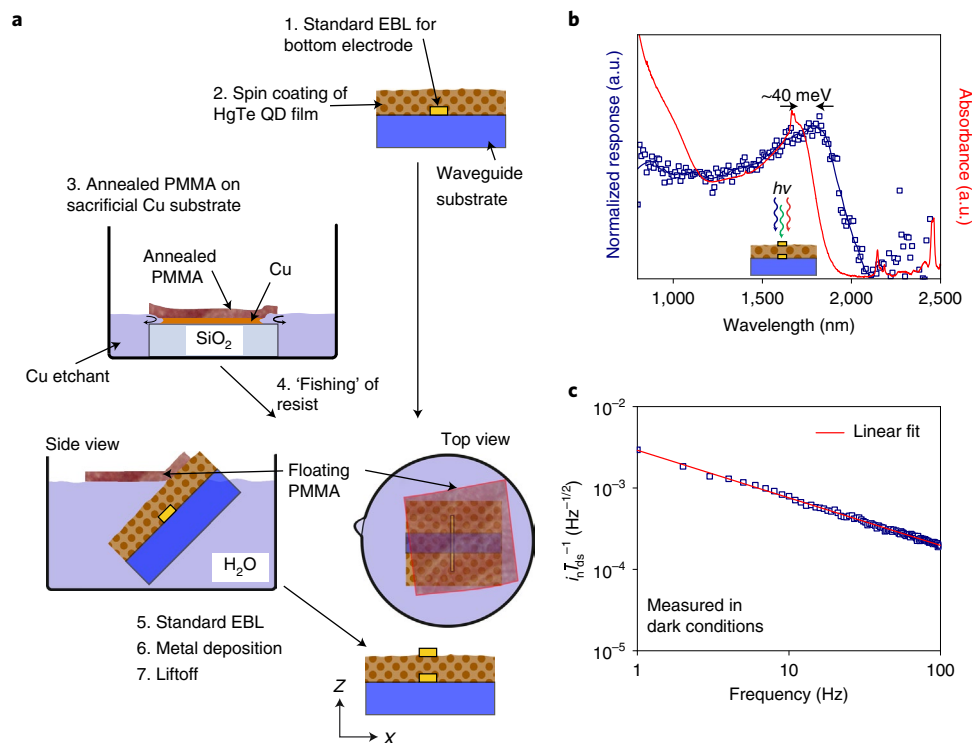 a
1. Standard EBL for
bottom electrode
2. Spin coating of
HgTe QD film
Waveguide
substrate
3. Annealed PMMA on
sacrificial Cu substrate
Annealed
PMMA
Cu
SiO₂
Cu etchant
4. 'Fishing' of
resist
Side view
Top view
Floating
PMMA
H₂O
5. Standard EBL
6. Metal deposition
7. Liftoff
Z
x
b
Normalized response (a.u.)
Absorbance (a.u.)
~40 meV
hν
1,000 1,500 2,000 2,500
Wavelength (nm)
c
10⁻²
10⁻³
10⁻⁴
10⁻⁵
iₙI̅ds⁻¹ (Hz⁻¹/²)
Linear fit
Measured in
dark conditions
1 10 100
Frequency (Hz)